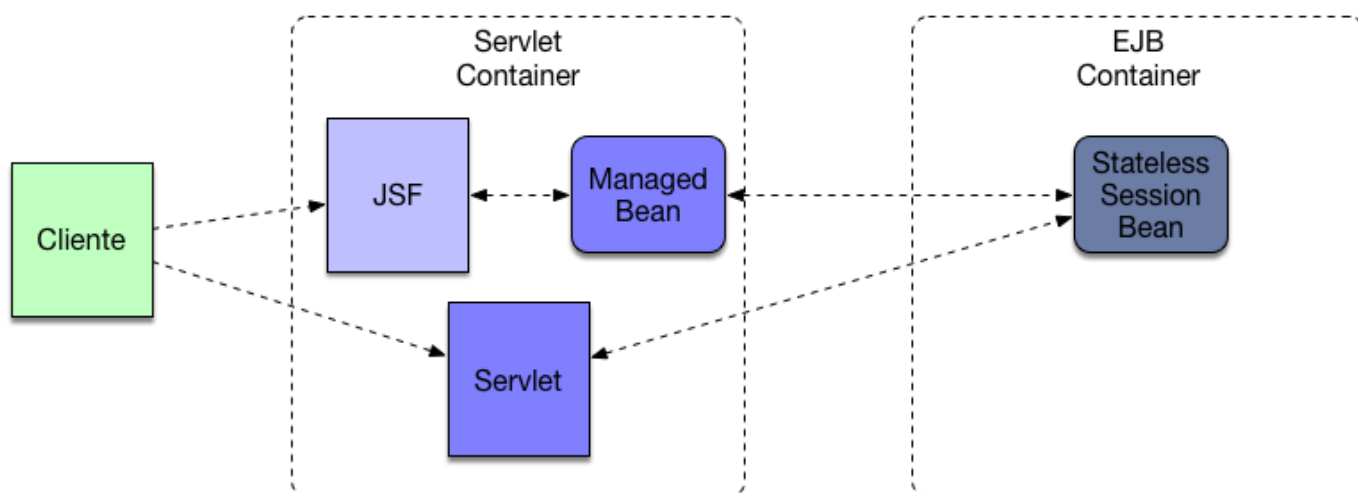 Servlet
Container
EJB
Container
Cliente
JSF
Managed
Bean
Stateless
Session
Bean
Servlet